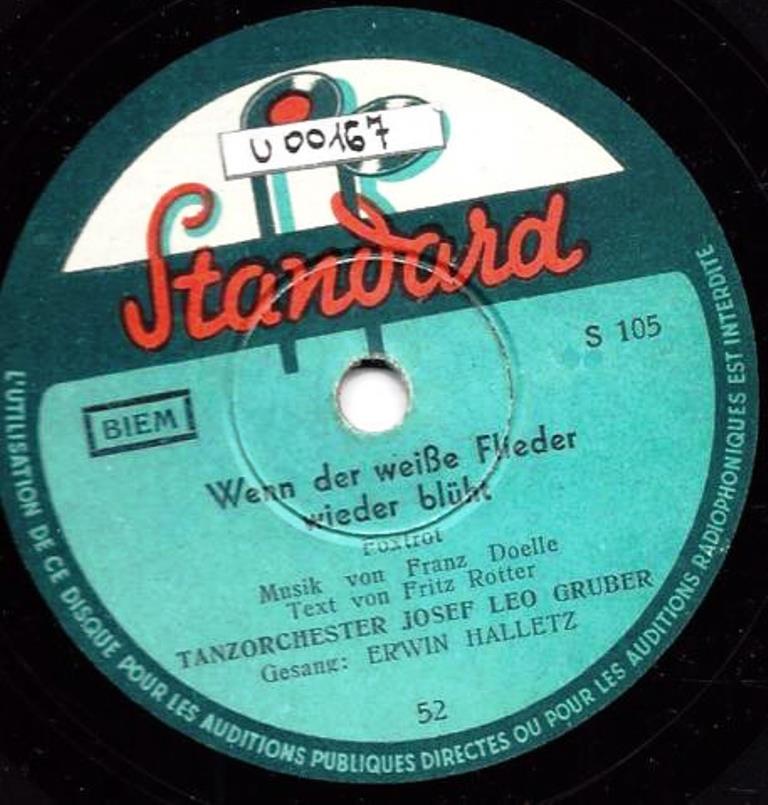 U 00167
Standard
S 105
BIEM
Wenn der weiße Flieder
wieder blüht
Foxtrot
Musik von Franz Doelle
Text von Fritz Rotter
TANZORCHESTER JOSEF LEO GRUBER
Gesang: ERWIN HALLETZ
52
L'UTILISATION DE CE DISQUE POUR LES AUDITIONS PUBLIQUES DIRECTES OU POUR LES AUDITIONS RADIOPHONIQUES EST INTERDITE